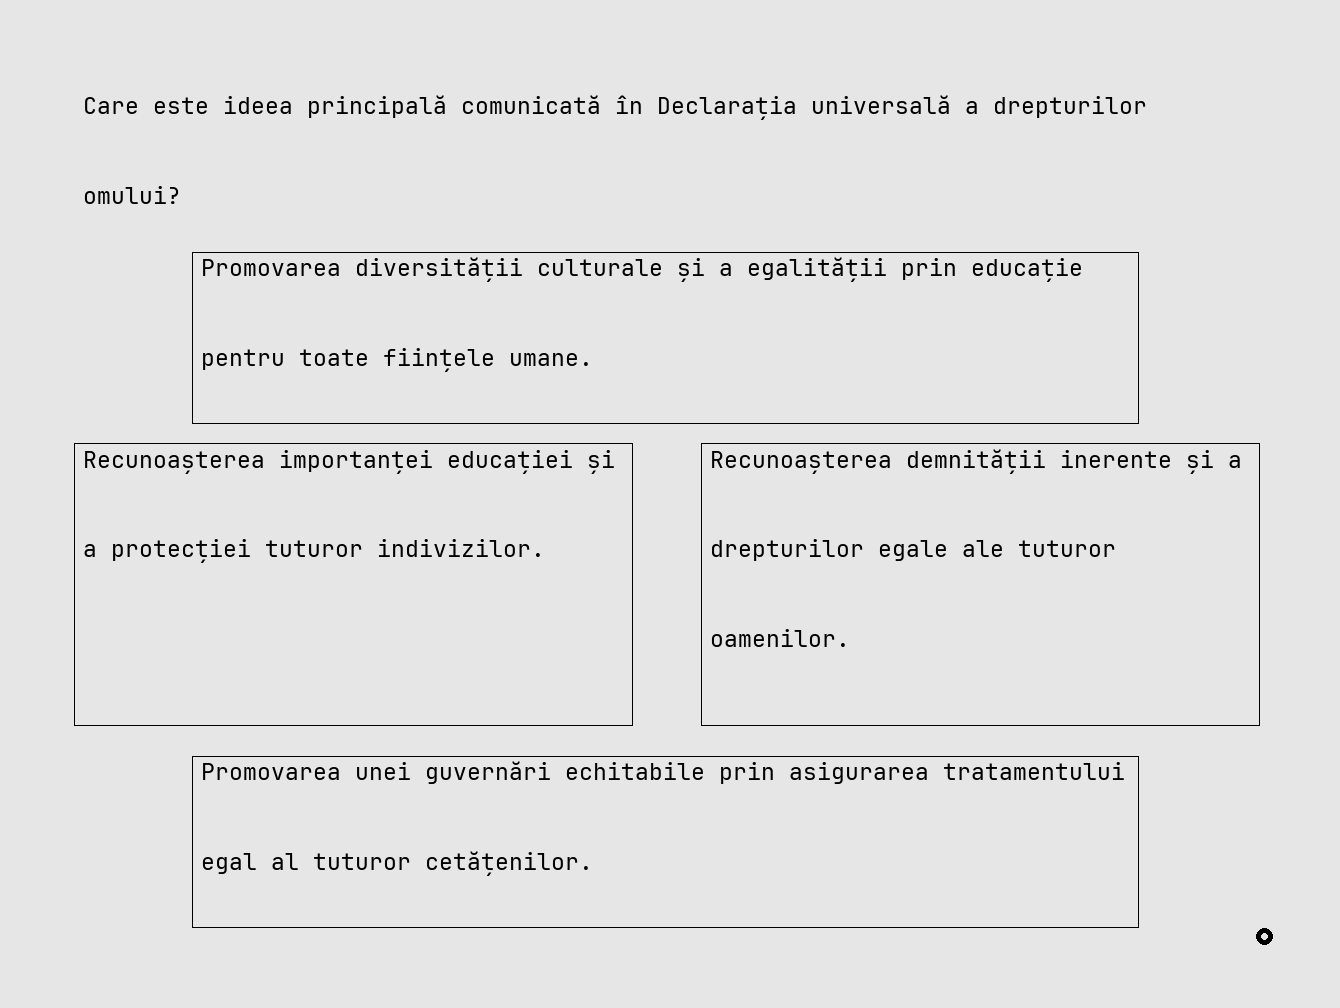 Care este ideea principală comunicată în Declarația universală a drepturilor
omului?
Promovarea diversității culturale și a egalității prin educație
pentru toate ființele umane.
Recunoașterea importanței educației și
a protecției tuturor indivizilor.
Recunoașterea demnității inerente și a
drepturilor egale ale tuturor
oamenilor.
Promovarea unei guvernări echitabile prin asigurarea tratamentului
egal al tuturor cetățenilor.